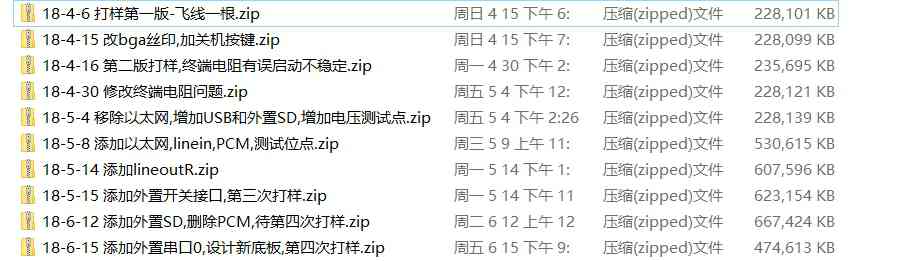 18-4-6 打样第一版-飞线一根.zip 周日 4 15 下午 6: 压缩(zipped)文件 228,101 KB
18-4-15 改bga丝印,加关机按键.zip 周日 4 15 下午 7: 压缩(zipped)文件 228,099 KB
18-4-16 第二版打样,终端电阻有误启动不稳定.zip 周一 4 30 下午 2: 压缩(zipped)文件 235,695 KB
18-4-30 修改终端电阻问题.zip 周五 5 4 下午 12: 压缩(zipped)文件 228,121 KB
18-5-4 移除以太网,增加USB和外置SD,增加电压测试点.zip 周五 5 4 下午 2:26 压缩(zipped)文件 228,139 KB
18-5-8 添加以太网,linein,PCM,测试位点.zip 周三 5 9 上午 11: 压缩(zipped)文件 530,615 KB
18-5-14 添加lineoutR.zip 周一 5 14 下午 1: 压缩(zipped)文件 607,596 KB
18-5-15 添加外置开关接口,第三次打样.zip 周一 5 14 下午 11 压缩(zipped)文件 623,154 KB
18-6-12 添加外置SD,删除PCM,待第四次打样.zip 周二 6 12 上午 12 压缩(zipped)文件 667,424 KB
18-6-15 添加外置串口0,设计新底板,第四次打样.zip 周五 6 15 下午 9: 压缩(zipped)文件 474,613 KB